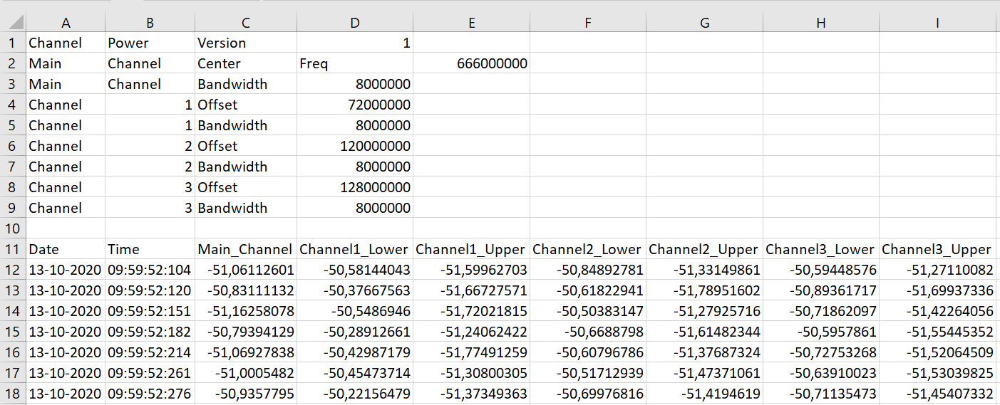 A B C D E F G H I
1 Channel Power Version 1
2 Main Channel Center Freq 666000000
3 Main Channel Bandwidth 8000000
4 Channel 1 Offset 72000000
5 Channel 1 Bandwidth 8000000
6 Channel 2 Offset 120000000
7 Channel 2 Bandwidth 8000000
8 Channel 3 Offset 128000000
9 Channel 3 Bandwidth 8000000
10
11 Date Time Main_Channel Channel1_Lower Channel1_Upper Channel2_Lower Channel2_Upper Channel3_Lower Channel3_Upper
12 13-10-2020 09:59:52:104 -51,06112601 -50,58144043 -51,59962703 -50,84892781 -51,33149861 -50,59448576 -51,27110082
13 13-10-2020 09:59:52:120 -50,83111132 -50,37667563 -51,66727571 -50,61822941 -51,78951602 -50,89361717 -51,69937336
14 13-10-2020 09:59:52:151 -51,16258078 -50,5486946 -51,72021815 -50,50383147 -51,27925716 -50,71862097 -51,42264056
15 13-10-2020 09:59:52:182 -50,79394129 -50,28912661 -51,24062422 -50,6688798 -51,61482344 -50,5957861 -51,55445352
16 13-10-2020 09:59:52:214 -51,06927838 -50,42987179 -51,77491259 -50,60796786 -51,37687324 -50,72753268 -51,52064509
17 13-10-2020 09:59:52:261 -51,0005482 -50,45473714 -51,30800305 -50,51712939 -51,47371061 -50,63910023 -51,53039825
18 13-10-2020 09:59:52:276 -50,9357795 -50,22156479 -51,37349363 -50,69976816 -51,4194619 -50,71135473 -51,45407332